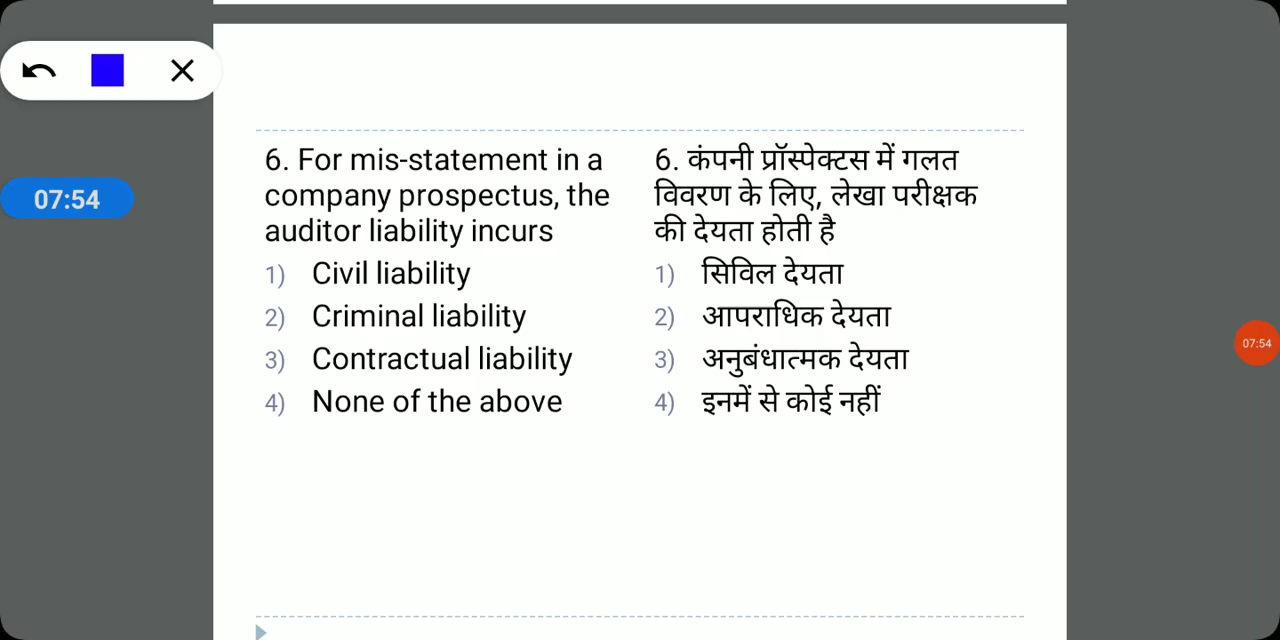 07:54
6. For mis-statement in a
company prospectus, the
auditor liability incurs
1) Civil liability
2) Criminal liability
3) Contractual liability
4) None of the above
6. कंपनी प्रॉस्पेक्टस में गलत
विवरण के लिए, लेखा परीक्षक
की देयता होती है
1) सिविल देयता
2) आपराधिक देयता
3) अनुबंधात्मक देयता
4) इनमें से कोई नहीं
07:54